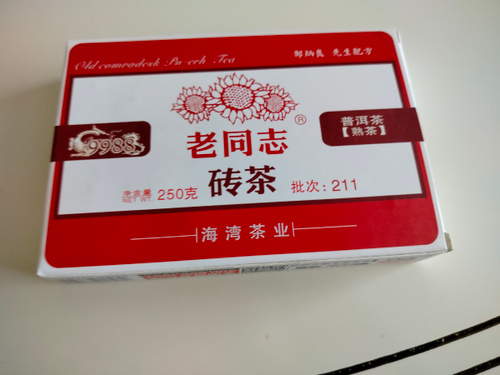 Old comradesk Pu erh Tea
邹炳良 先生配方
9988
普洱茶
【熟茶】
老同志®
砖茶
净含量
NET WT. 250克
批次：211
海湾茶业